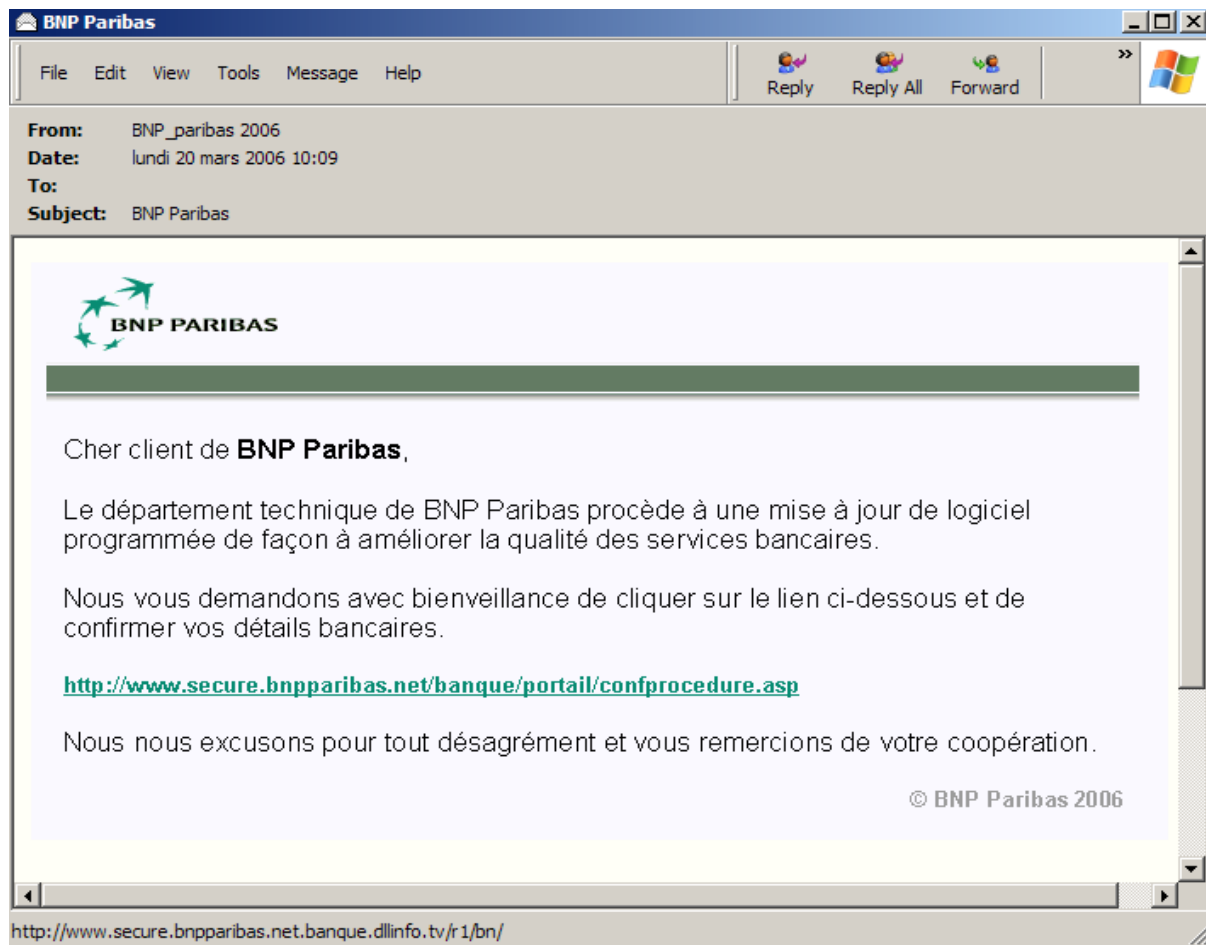 BNP Paribas
File Edit View Tools Message Help
Reply Reply All Forward
»
From: BNP_paribas 2006
Date: lundi 20 mars 2006 10:09
To:
Subject: BNP Paribas
BNP PARIBAS
Cher client de BNP Paribas,
Le département technique de BNP Paribas procède à une mise à jour de logiciel
programmée de façon à améliorer la qualité des services bancaires.
Nous vous demandons avec bienveillance de cliquer sur le lien ci-dessous et de
confirmer vos détails bancaires.
http://www.secure.bnpparibas.net/banque/portail/confprocedure.asp
Nous nous excusons pour tout désagrément et vous remercions de votre coopération.
© BNP Paribas 2006
http://www.secure.bnpparibas.net.banque.dllinfo.tv/r1/bn/